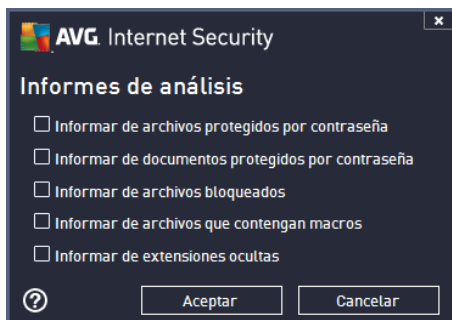 AVG. Internet Security
Informes de análisis
Informar de archivos protegidos por contraseña
Informar de documentos protegidos por contraseña
Informar de archivos bloqueados
Informar de archivos que contengan macros
Informar de extensiones ocultas
? Aceptar Cancelar